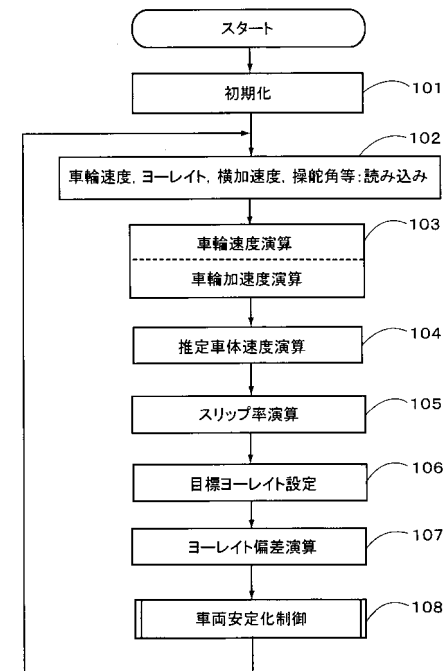 スタート
初期化
101
102
車輪速度, ヨーレイト, 横加速度, 操舵角等:読み込み
103
車輪速度演算
車輪加速度演算
104
推定車体速度演算
105
スリップ率演算
106
目標ヨーレイト設定
107
ヨーレイト偏差演算
108
車両安定化制御